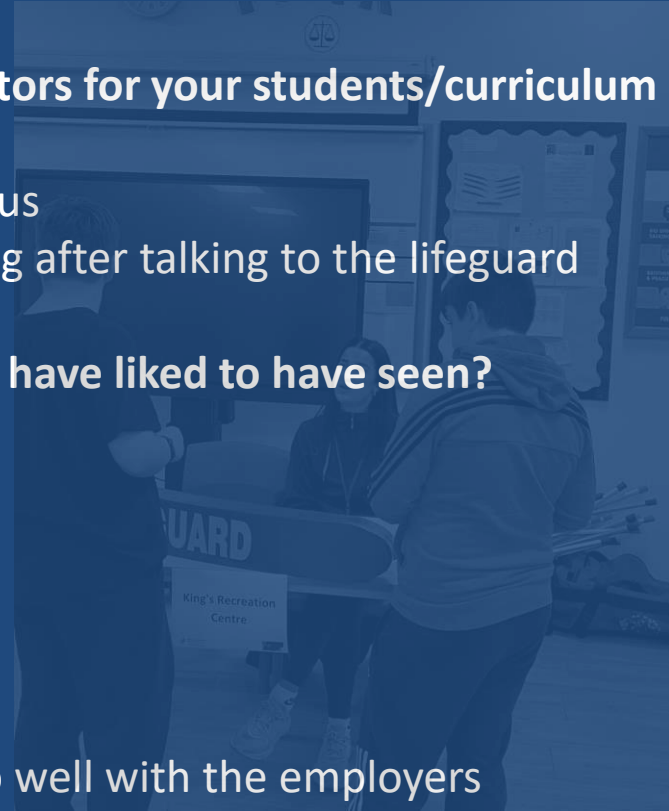 tors for your students/curriculum
us
g after talking to the lifeguard
have liked to have seen?
GUARD
King's Recreation
Centre
well with the employers